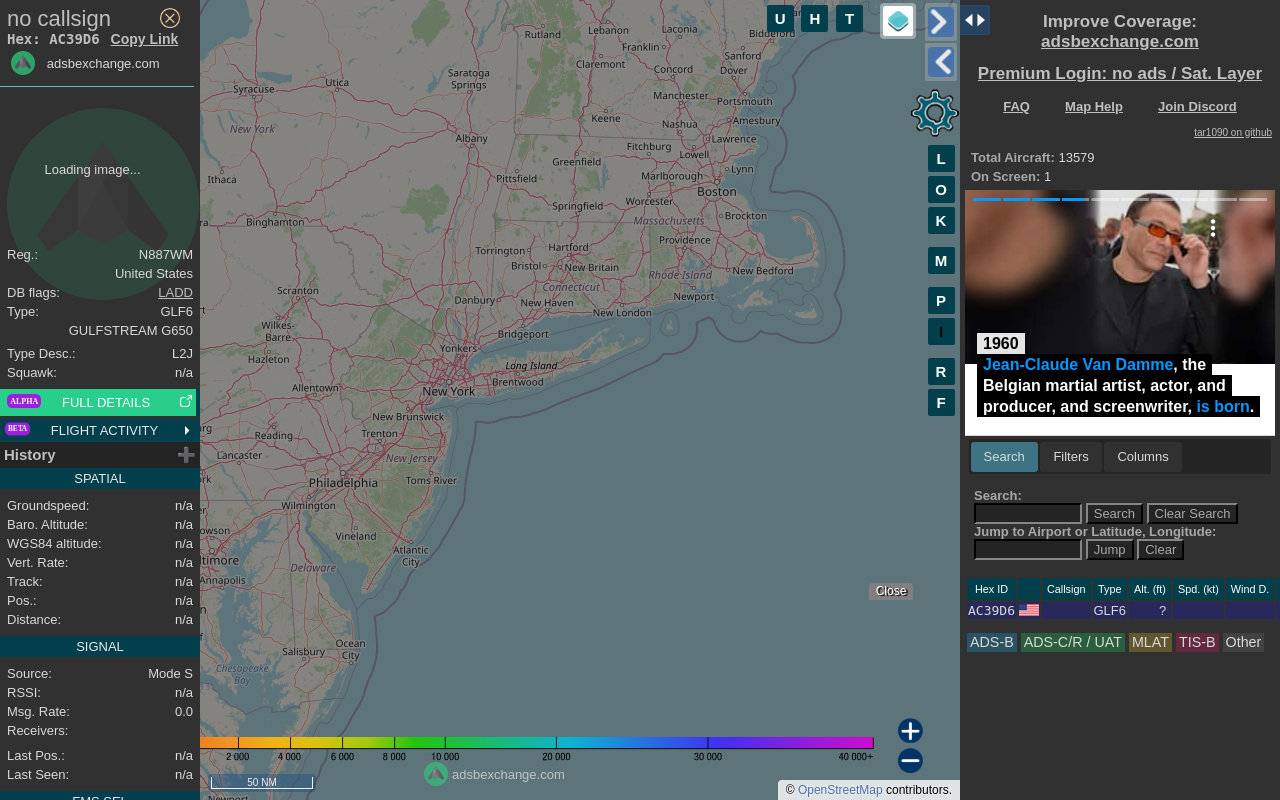 no callsign
Hex: AC39D6 Copy Link
adsbexchange.com
Loading image...
Reg.: N887WM
United States
DB flags: LADD
Type: GLF6
GULFSTREAM G650
Type Desc.: L2J
Squawk: n/a
ALPHA FULL DETAILS
BETA FLIGHT ACTIVITY
History
SPATIAL
Groundspeed: n/a
Baro. Altitude: n/a
WGS84 altitude: n/a
Vert. Rate: n/a
Track: n/a
Pos.: n/a
Distance: n/a
SIGNAL
Source: Mode S
RSSI: n/a
Msg. Rate: 0.0
Receivers:
Last Pos.: n/a
Last Seen: n/a
FMS SEL
U H T
L
O
K
M
P
I
R
F
Rutland
Lebanon
Laconia
Franklin
Biddeford
Sanford
Claremont
Concord
Dover
Saratoga
Springs
Utica
Syracuse
Manchester
Portsmouth
Keene
Nashua
Amesbury
New York
Albany
Lawrence
Fitchburg
Lowell
Greenfield
Lynn
Ithaca
Pittsfield
Marlborough
Boston
Worcester
Springfield
Binghamton
Massachusetts
Brockton
Hartford
Providence
Torrington
Bristol
New Britain
New Bedford
Rhode Island
Connecticut
Scranton
Danbury
New Haven
New London
Newport
Wilkes-
Barre
Bridgeport
Yonkers
Hazleton
Long Island
Brentwood
Allentown
New York
New Brunswick
Reading
Trenton
Lancaster
New Jersey
Philadelphia
Toms River
Wilmington
Vineland
Atlantic
City
Annapolis
Delaware
Ocean
City
Salisbury
Chesapeake
Bay
Close
2 000 4 000 6 000 8 000 10 000 20 000 30 000 40 000+
adsbexchange.com
50 NM
© OpenStreetMap contributors.
Improve Coverage:
adsbexchange.com
Premium Login: no ads / Sat. Layer
FAQ Map Help Join Discord
tar1090 on github
Total Aircraft: 13579
On Screen: 1
1960
Jean-Claude Van Damme, the
Belgian martial artist, actor, and
producer, and screenwriter, is born.
Search Filters Columns
Search:
Search Clear Search
Jump to Airport or Latitude, Longitude:
Jump Clear
Hex ID Callsign Type Alt. (ft) Spd. (kt) Wind D.
AC39D6 GLF6 ?
ADS-B ADS-C/R / UAT MLAT TIS-B Other